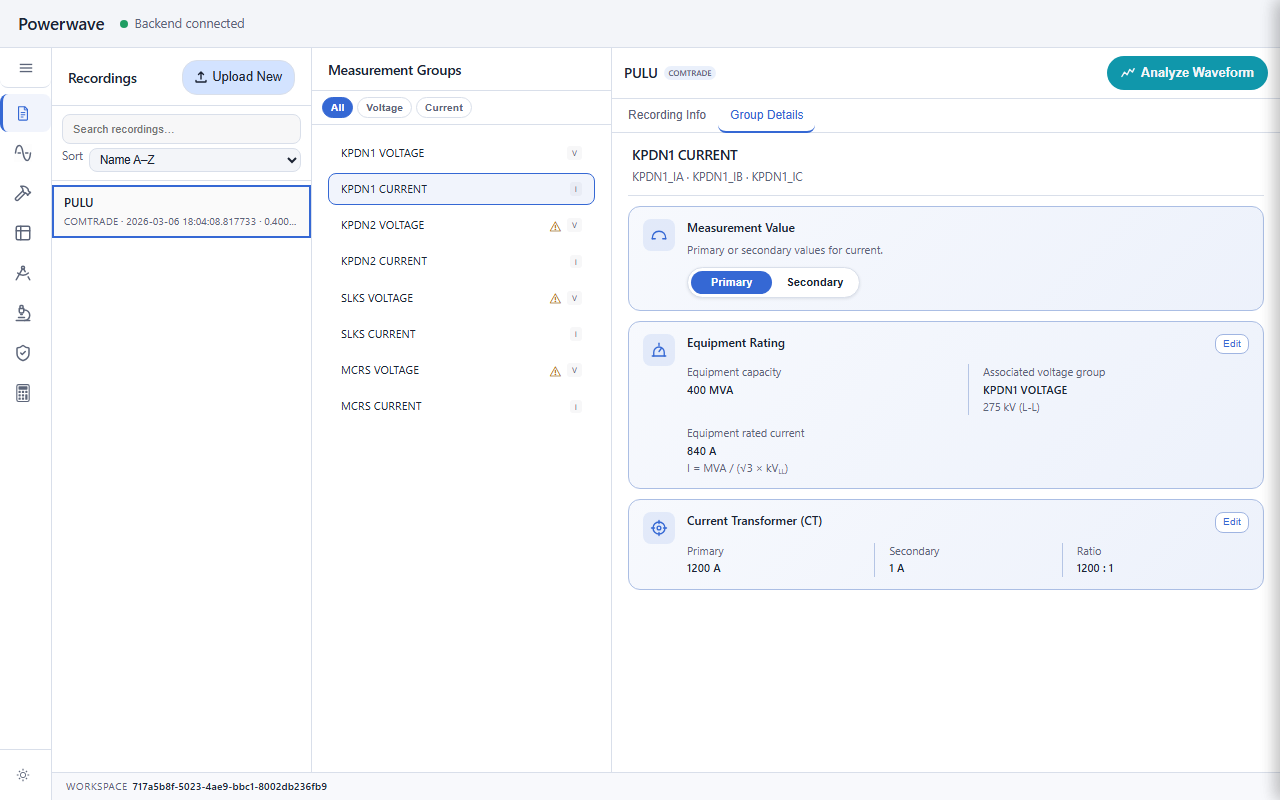 Powerwave
Backend connected
Recordings
Upload New
Search recordings...
Sort
Name A–Z
PULU
COMTRADE · 2026-03-06 18:04:08.817733 · 0.400...
Measurement Groups
All
Voltage
Current
KPDN1 VOLTAGE
V
KPDN1 CURRENT
I
KPDN2 VOLTAGE
V
KPDN2 CURRENT
I
SLKS VOLTAGE
V
SLKS CURRENT
I
MCRS VOLTAGE
V
MCRS CURRENT
I
PULU
COMTRADE
Analyze Waveform
Recording Info
Group Details
KPDN1 CURRENT
KPDN1_IA · KPDN1_IB · KPDN1_IC
Measurement Value
Primary or secondary values for current.
Primary
Secondary
Equipment Rating
Edit
Equipment capacity
400 MVA
Associated voltage group
KPDN1 VOLTAGE
275 kV (L-L)
Equipment rated current
840 A
I = MVA / (√3 × kV_LL)
Current Transformer (CT)
Edit
Primary
1200 A
Secondary
1 A
Ratio
1200 : 1
WORKSPACE 717a5b8f-5023-4ae9-bbc1-8002db236fb9